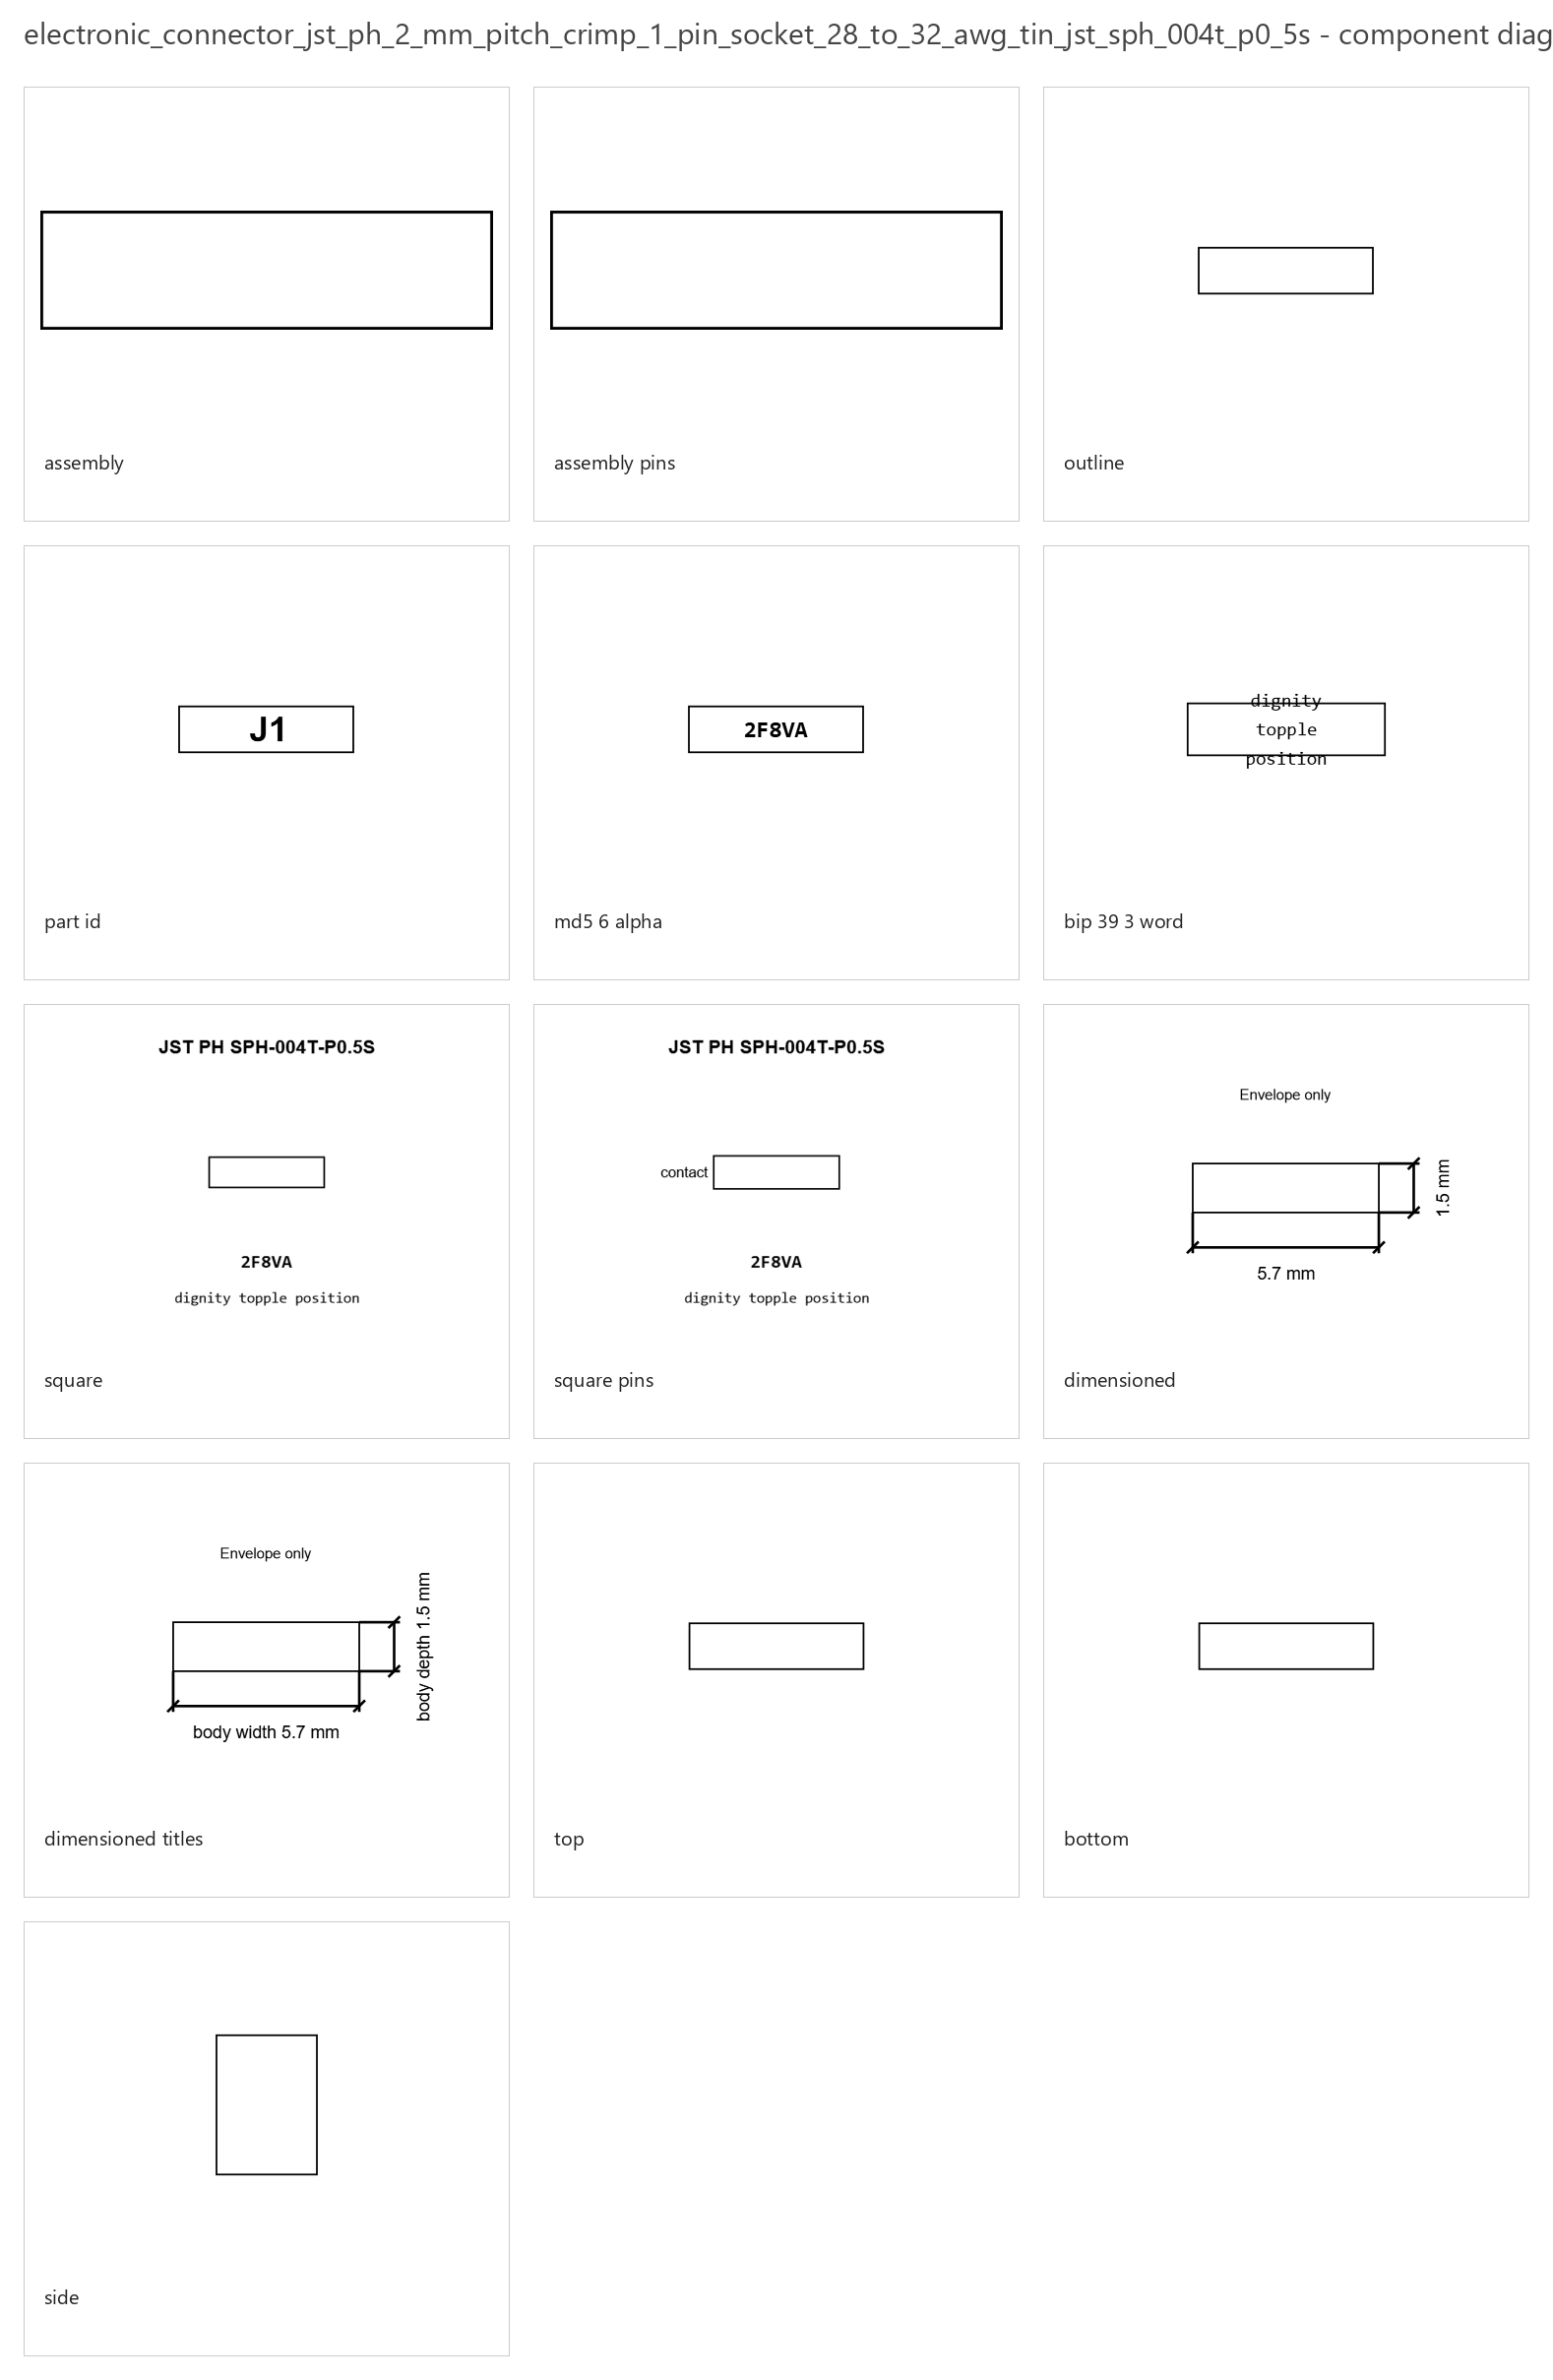 electronic_connector_jst_ph_2_mm_pitch_crimp_1_pin_socket_28_to_32_awg_tin_jst_sph_004t_p0_5s - component diag
assembly
assembly pins
outline
J1
part id
2F8VA
md5 6 alpha
dignity
topple
position
bip 39 3 word
JST PH SPH-004T-P0.5S
2F8VA
dignity topple position
square
JST PH SPH-004T-P0.5S
contact
2F8VA
dignity topple position
square pins
Envelope only
1.5 mm
5.7 mm
dimensioned
Envelope only
body depth 1.5 mm
body width 5.7 mm
dimensioned titles
top
bottom
side